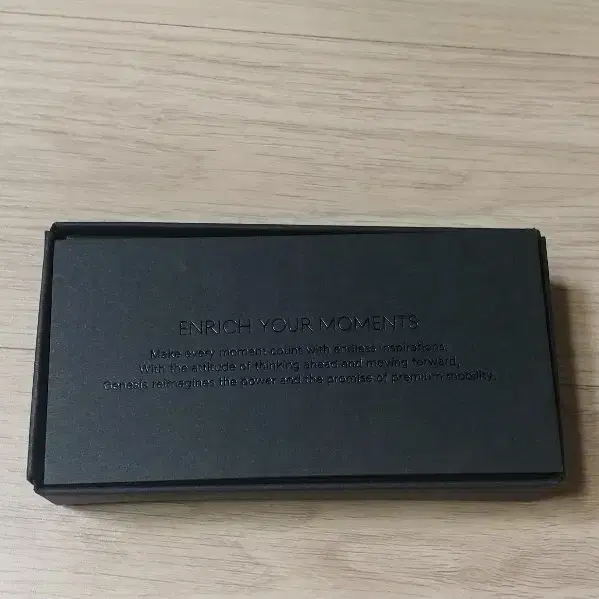 ENRICH YOUR MOMENTS
Make every moment count with endless inspirations.
With the attitude of thinking ahead and moving forward,
Genesis reimagines the power and the promise of premium mobility.